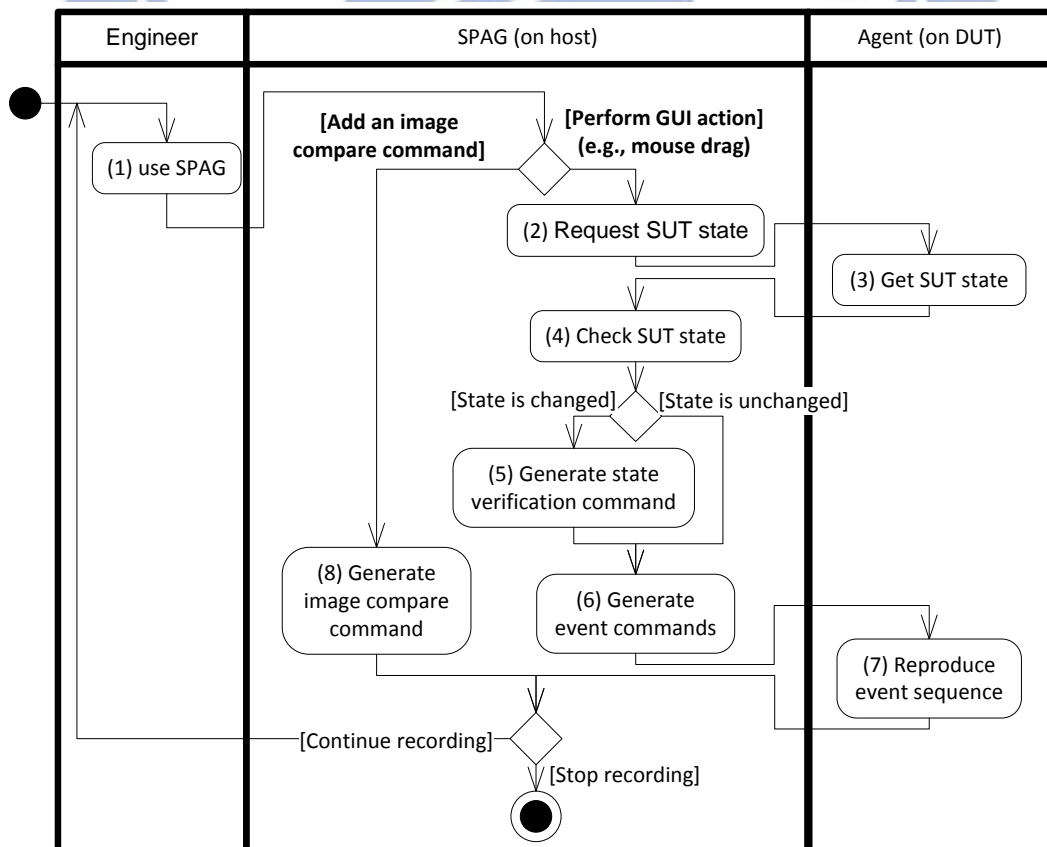 Engineer
SPAG (on host)
Agent (on DUT)
[Add an image
compare command]
[Perform GUI action]
(e.g., mouse drag)
(1) use SPAG
(2) Request SUT state
(3) Get SUT state
(4) Check SUT state
[State is changed]
[State is unchanged]
(5) Generate state
verification command
(8) Generate
image compare
command
(6) Generate
event commands
(7) Reproduce
event sequence
[Continue recording]
[Stop recording]